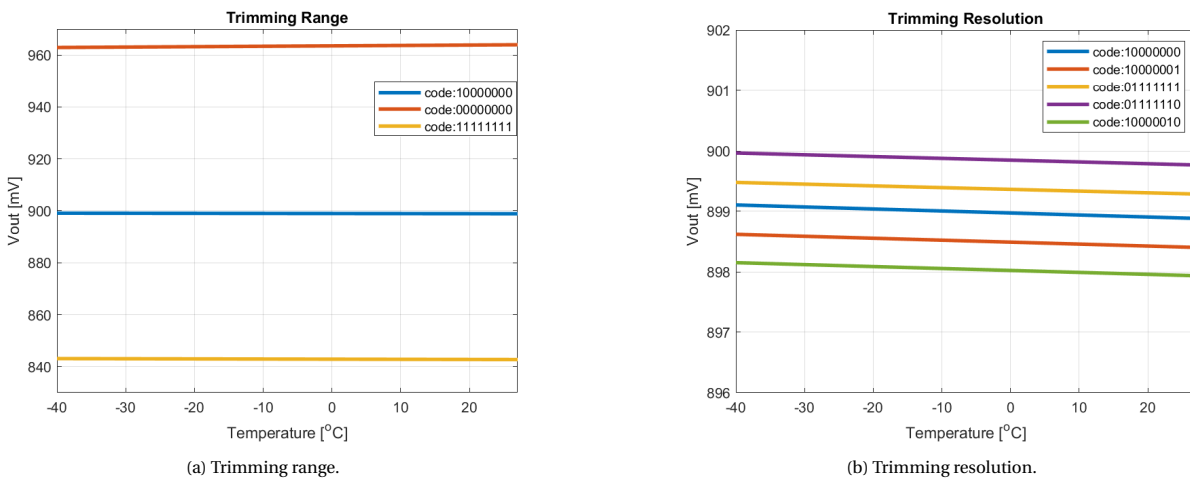 Trimming Range
960
940
920
900
880
860
840
Vout [mV]
code:10000000
code:00000000
code:11111111
-40 -30 -20 -10 0 10 20
Temperature [°C]
(a) Trimming range.
Trimming Resolution
902
901
900
899
898
897
896
Vout [mV]
code:10000000
code:10000001
code:01111111
code:01111110
code:10000010
-40 -30 -20 -10 0 10 20
Temperature [°C]
(b) Trimming resolution.